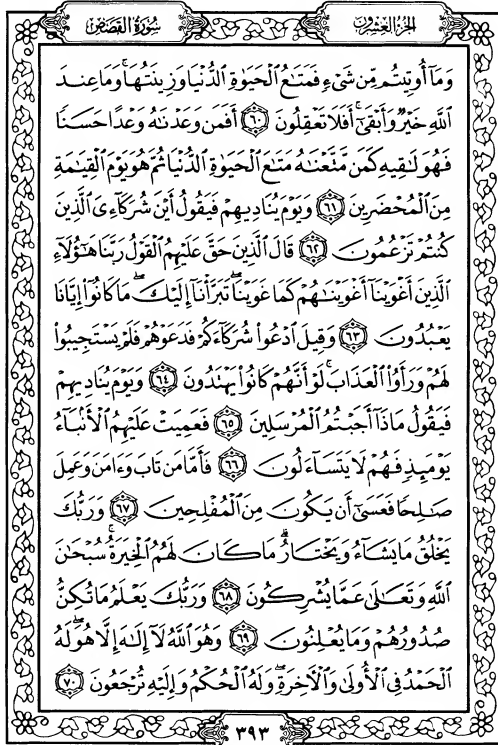 الجزء العشرون
سورة القصص
وَمَآ أُوتِيتُم مِّن شَىْءٍ فَمَتَٰعُ ٱلْحَيَوٰةِ ٱلدُّنْيَا وَزِينَتُهَا ۚ وَمَا عِندَ
ٱللَّهِ خَيْرٌ وَأَبْقَىٰٓ ۚ أَفَلَا تَعْقِلُونَ ٦٠ أَفَمَن وَعَدْنَٰهُ وَعْدًا حَسَنًا
فَهُوَ لَٰقِيهِ كَمَن مَّتَّعْنَٰهُ مَتَٰعَ ٱلْحَيَوٰةِ ٱلدُّنْيَا ثُمَّ هُوَ يَوْمَ ٱلْقِيَٰمَةِ
مِنَ ٱلْمُحْضَرِينَ ٦١ وَيَوْمَ يُنَادِيهِمْ فَيَقُولُ أَيْنَ شُرَكَآءِىَ ٱلَّذِينَ
كُنتُمْ تَزْعُمُونَ ٦٢ قَالَ ٱلَّذِينَ حَقَّ عَلَيْهِمُ ٱلْقَوْلُ رَبَّنَا هَٰٓؤُلَآءِ
ٱلَّذِينَ أَغْوَيْنَآ أَغْوَيْنَٰهُمْ كَمَا غَوَيْنَا ۖ تَبَرَّأْنَآ إِلَيْكَ ۖ مَا كَانُوٓا۟ إِيَّانَا
يَعْبُدُونَ ٦٣ وَقِيلَ ٱدْعُوا۟ شُرَكَآءَكُمْ فَدَعَوْهُمْ فَلَمْ يَسْتَجِيبُوا۟
لَهُمْ وَرَأَوُا۟ ٱلْعَذَابَ ۚ لَوْ أَنَّهُمْ كَانُوا۟ يَهْتَدُونَ ٦٤ وَيَوْمَ يُنَادِيهِمْ
فَيَقُولُ مَاذَآ أَجَبْتُمُ ٱلْمُرْسَلِينَ ٦٥ فَعَمِيَتْ عَلَيْهِمُ ٱلْأَنۢبَآءُ
يَوْمَئِذٍ فَهُمْ لَا يَتَسَآءَلُونَ ٦٦ فَأَمَّا مَن تَابَ وَءَامَنَ وَعَمِلَ
صَٰلِحًا فَعَسَىٰٓ أَن يَكُونَ مِنَ ٱلْمُفْلِحِينَ ٦٧ وَرَبُّكَ
يَخْلُقُ مَا يَشَآءُ وَيَخْتَارُ ۗ مَا كَانَ لَهُمُ ٱلْخِيَرَةُ ۚ سُبْحَٰنَ
ٱللَّهِ وَتَعَٰلَىٰ عَمَّا يُشْرِكُونَ ٦٨ وَرَبُّكَ يَعْلَمُ مَا تُكِنُّ
صُدُورُهُمْ وَمَا يُعْلِنُونَ ٦٩ وَهُوَ ٱللَّهُ لَآ إِلَٰهَ إِلَّا هُوَ ۖ لَهُ
ٱلْحَمْدُ فِى ٱلْأُولَىٰ وَٱلْءَاخِرَةِ ۖ وَلَهُ ٱلْحُكْمُ وَإِلَيْهِ تُرْجَعُونَ ٧٠
٣٩٣